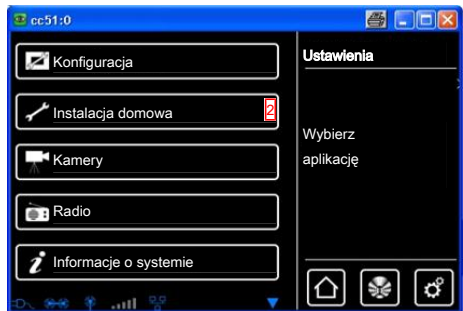 cc51:0
Konfiguracja
Instalacja domowa 2
Kamery
Radio
Informacje o systemie
Ustawienia
Wybierz
aplikację